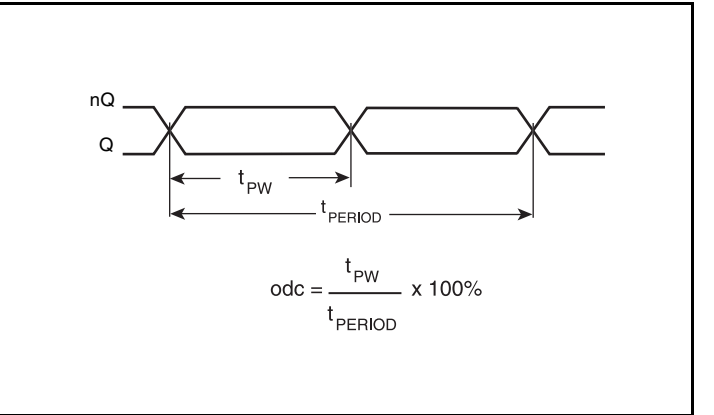 nQ
Q
tPW
tPERIOD
odc = tPW
tPERIOD
x 100%